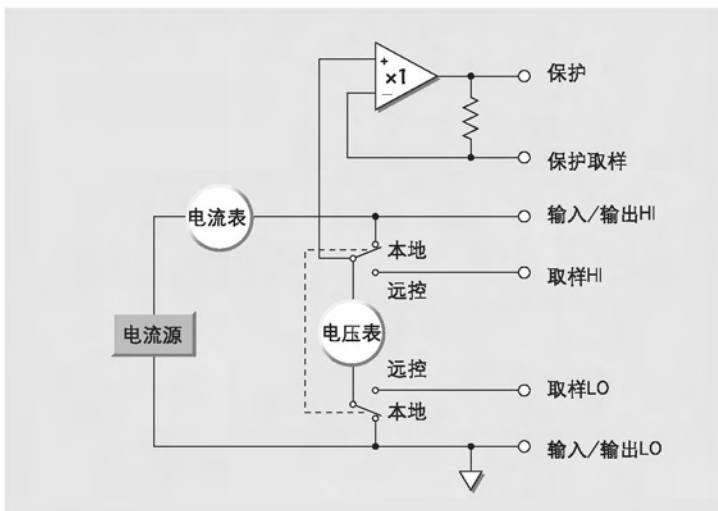 +
×1
−
保护
保护取样
电流表
输入/输出HI
本地
取样HI
远控
电流源
电压表
远控
取样LO
本地
输入/输出LO